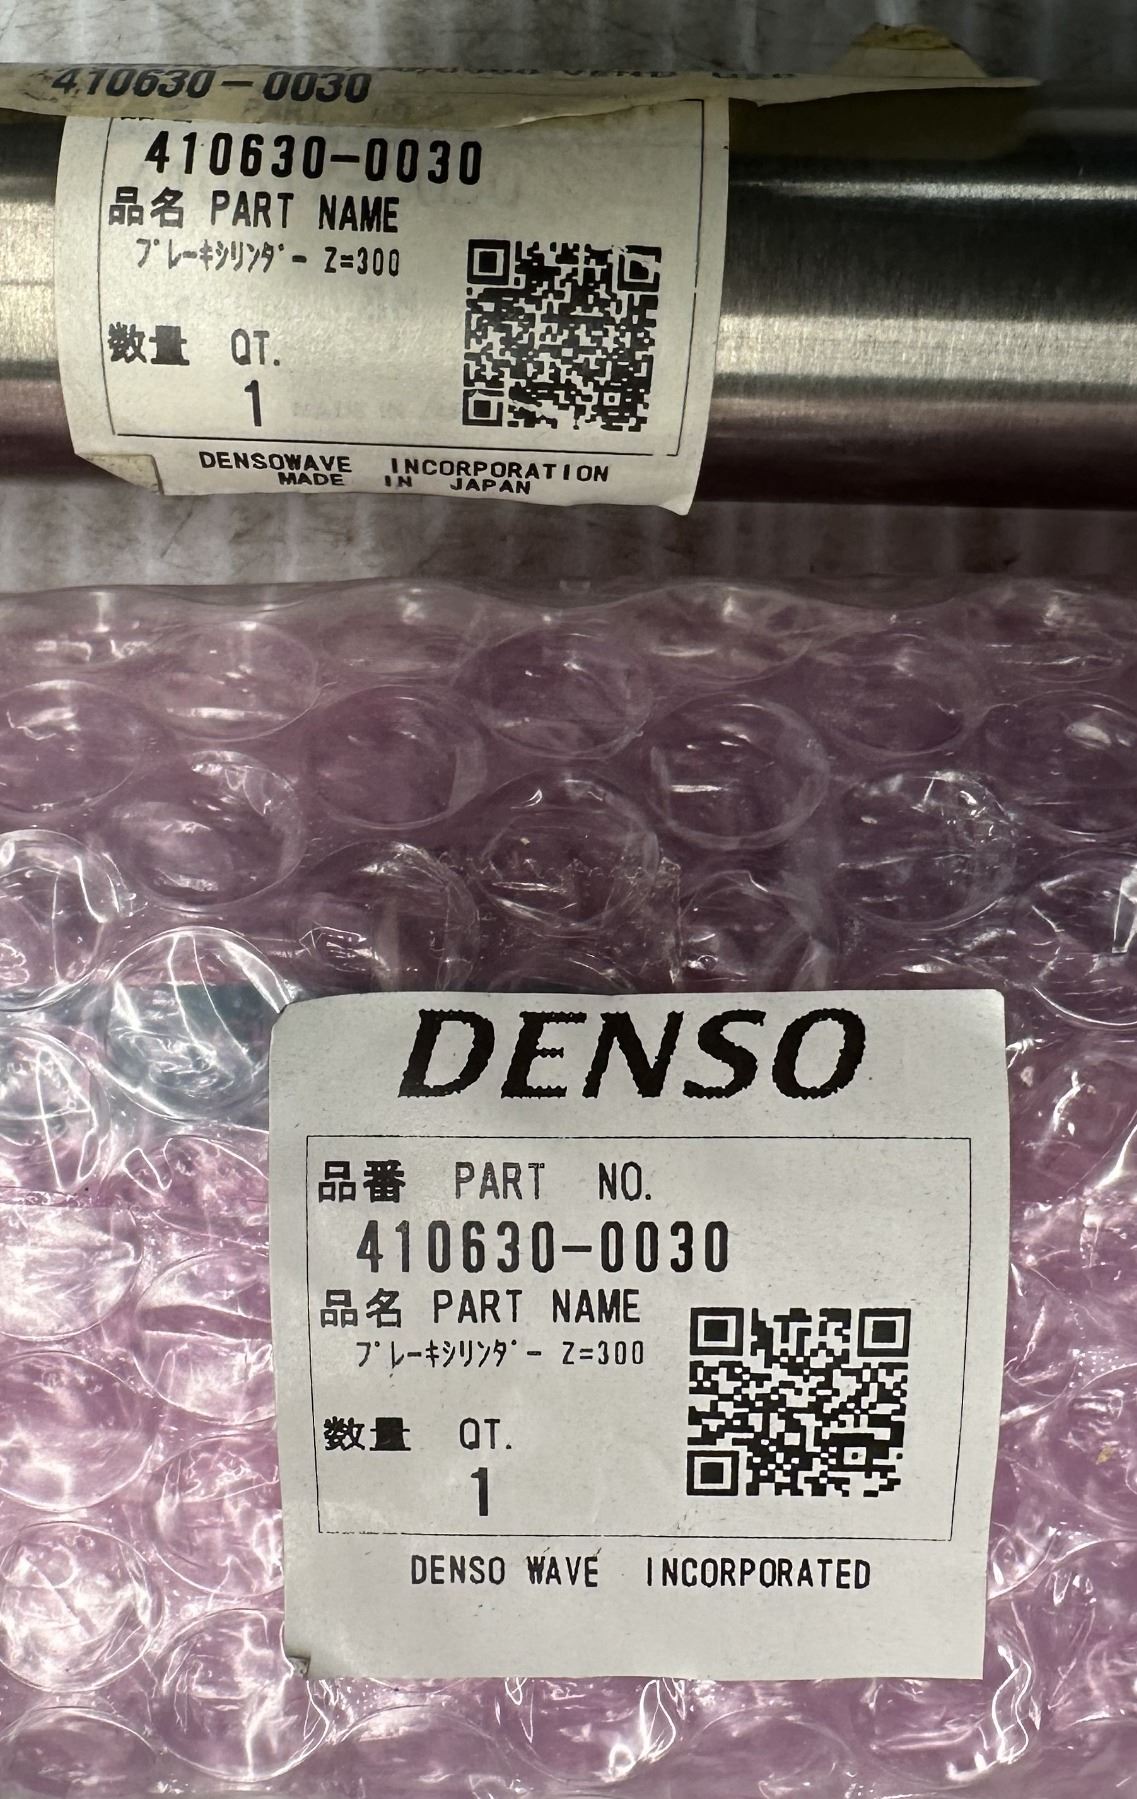 410630-0030
410630-0030
品名 PART NAME
ﾌﾞﾚｰｷｼﾘﾝﾀﾞｰ Z=300
数量 QT.
1
DENSOWAVE INCORPORATION
MADE IN JAPAN
DENSO
品番 PART NO.
410630-0030
品名 PART NAME
ﾌﾞﾚｰｷｼﾘﾝﾀﾞｰ Z=300
数量 QT.
1
DENSO WAVE INCORPORATED